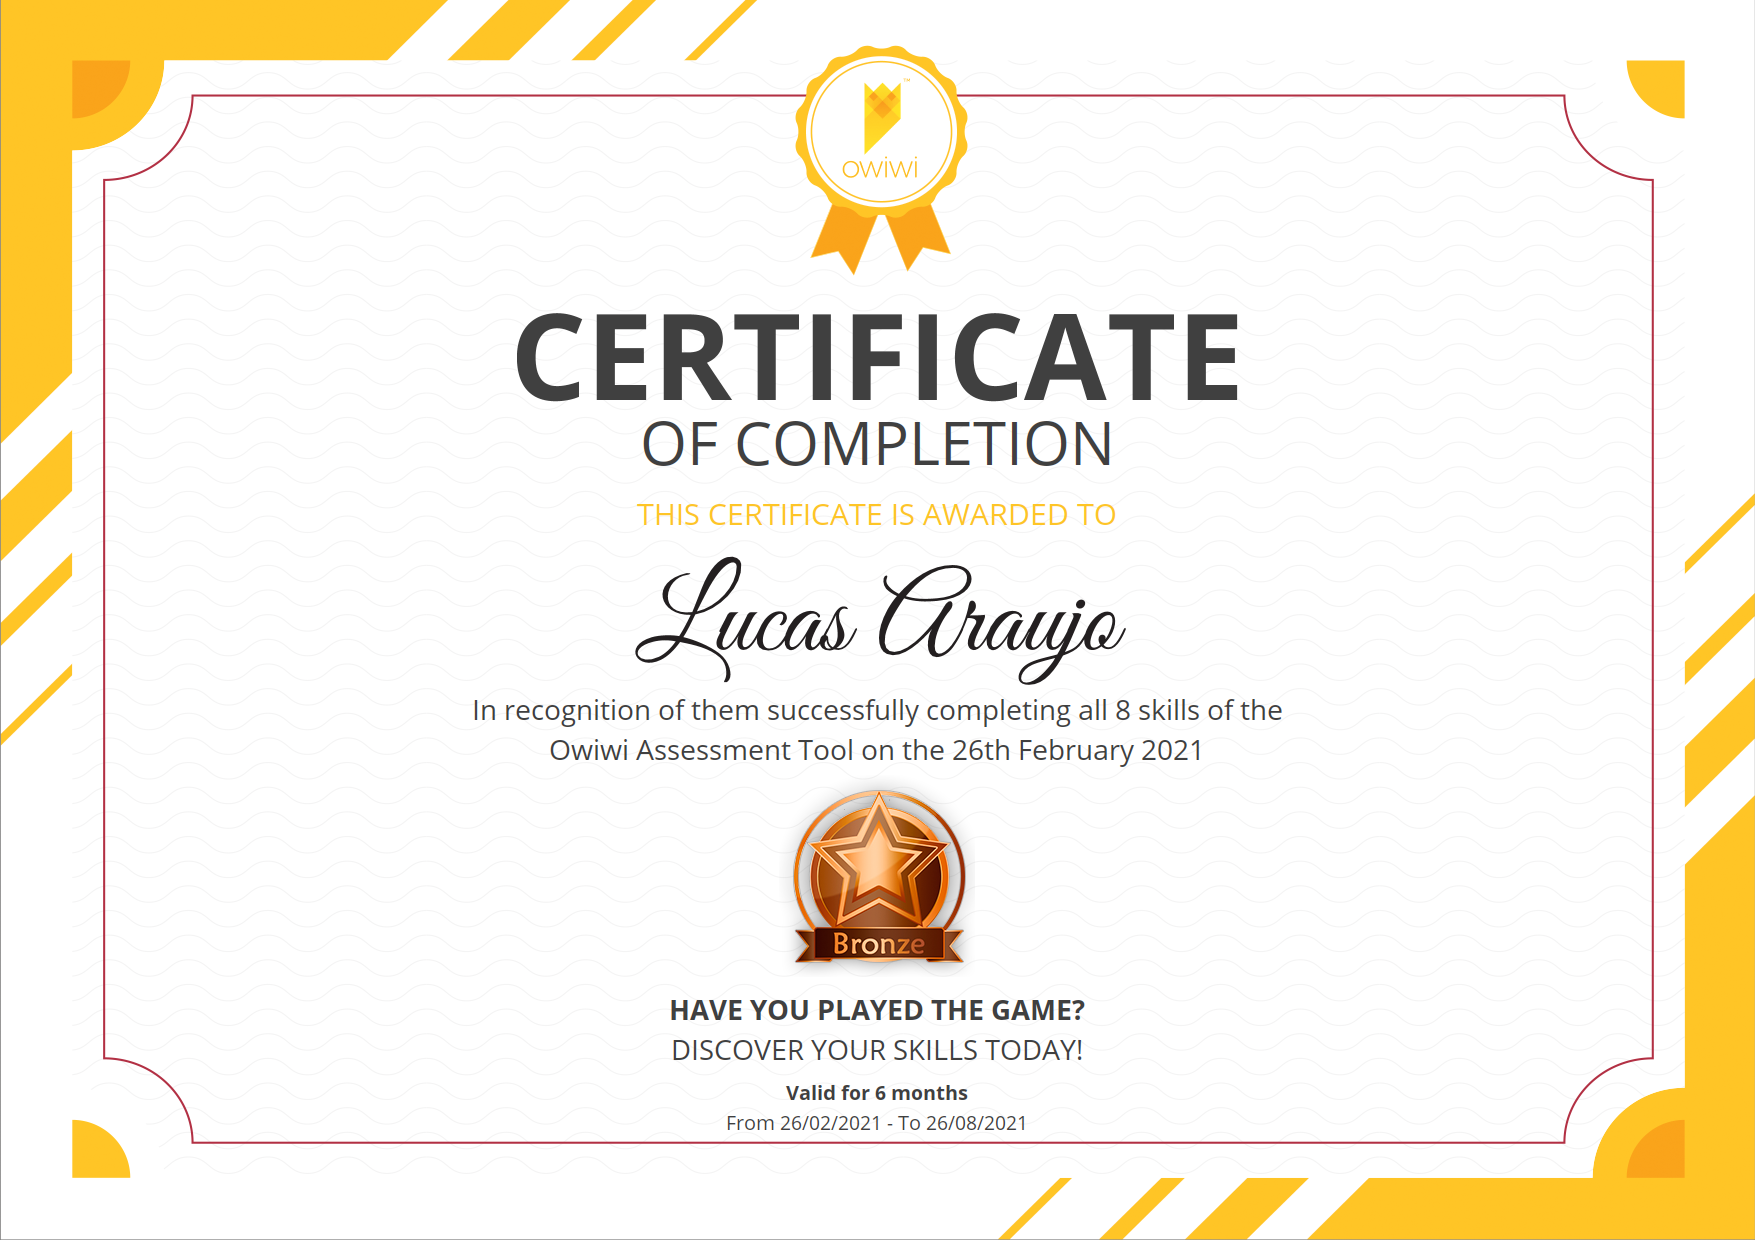 ™
owiwi
CERTIFICATE
OF COMPLETION
THIS CERTIFICATE IS AWARDED TO
Lucas Araujo
In recognition of them successfully completing all 8 skills of the
Owiwi Assessment Tool on the 26th February 2021
Bronze
HAVE YOU PLAYED THE GAME?
DISCOVER YOUR SKILLS TODAY!
Valid for 6 months
From 26/02/2021 - To 26/08/2021